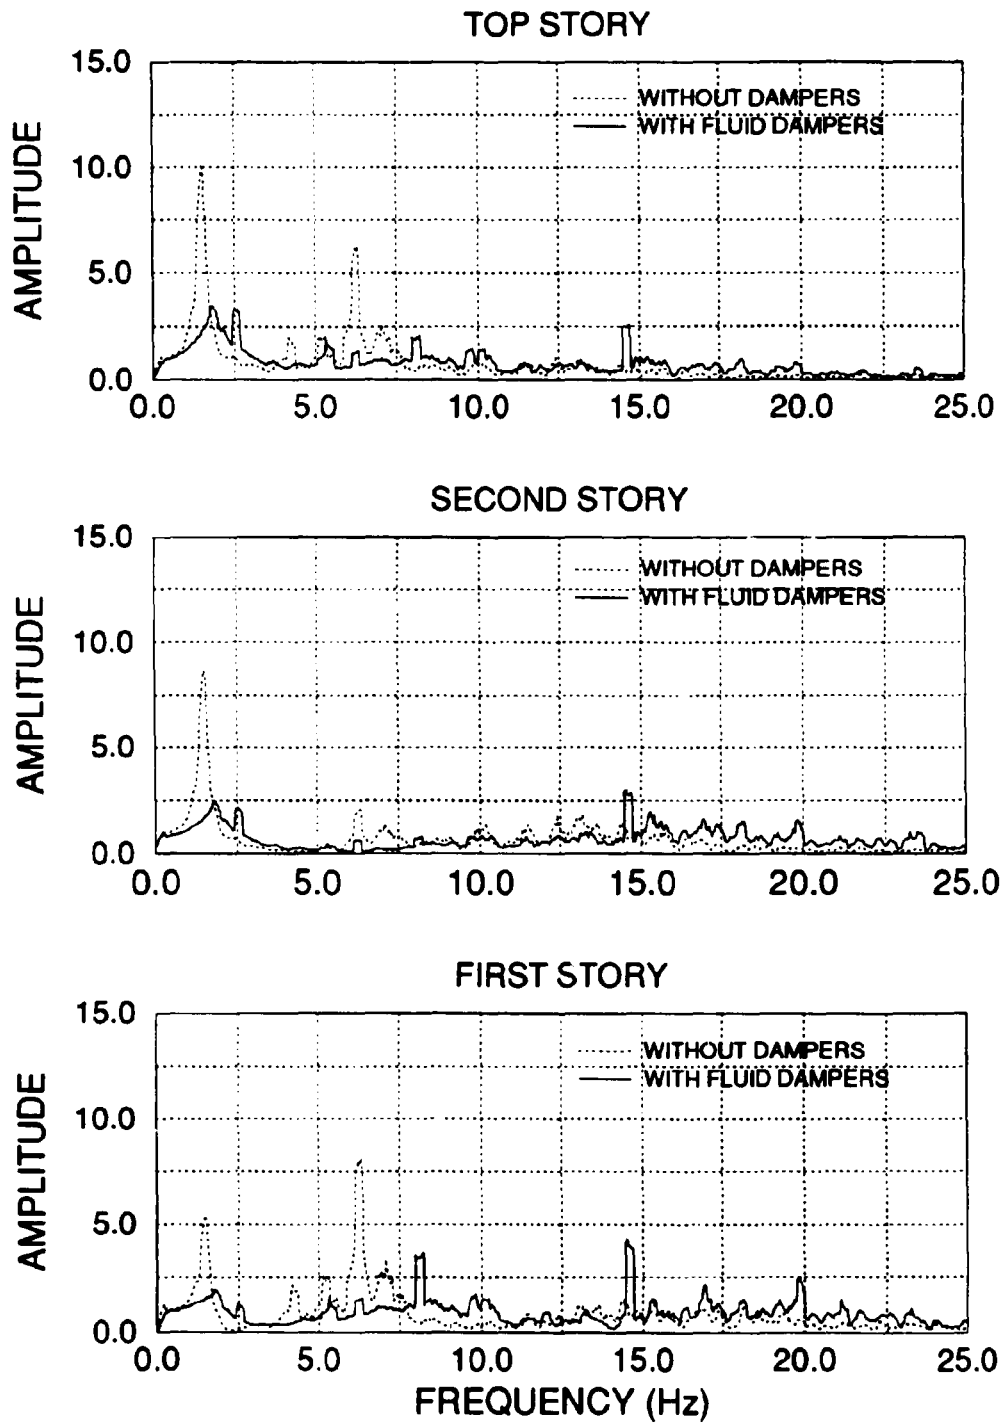 TOP STORY
AMPLITUDE
15.0
10.0
5.0
0.0
WITHOUT DAMPERS
WITH FLUID DAMPERS
0.0 5.0 10.0 15.0 20.0 25.0
SECOND STORY
AMPLITUDE
15.0
10.0
5.0
0.0
WITHOUT DAMPERS
WITH FLUID DAMPERS
0.0 5.0 10.0 15.0 20.0 25.0
FIRST STORY
AMPLITUDE
15.0
10.0
5.0
0.0
WITHOUT DAMPERS
WITH FLUID DAMPERS
0.0 5.0 10.0 15.0 20.0 25.0
FREQUENCY (Hz)